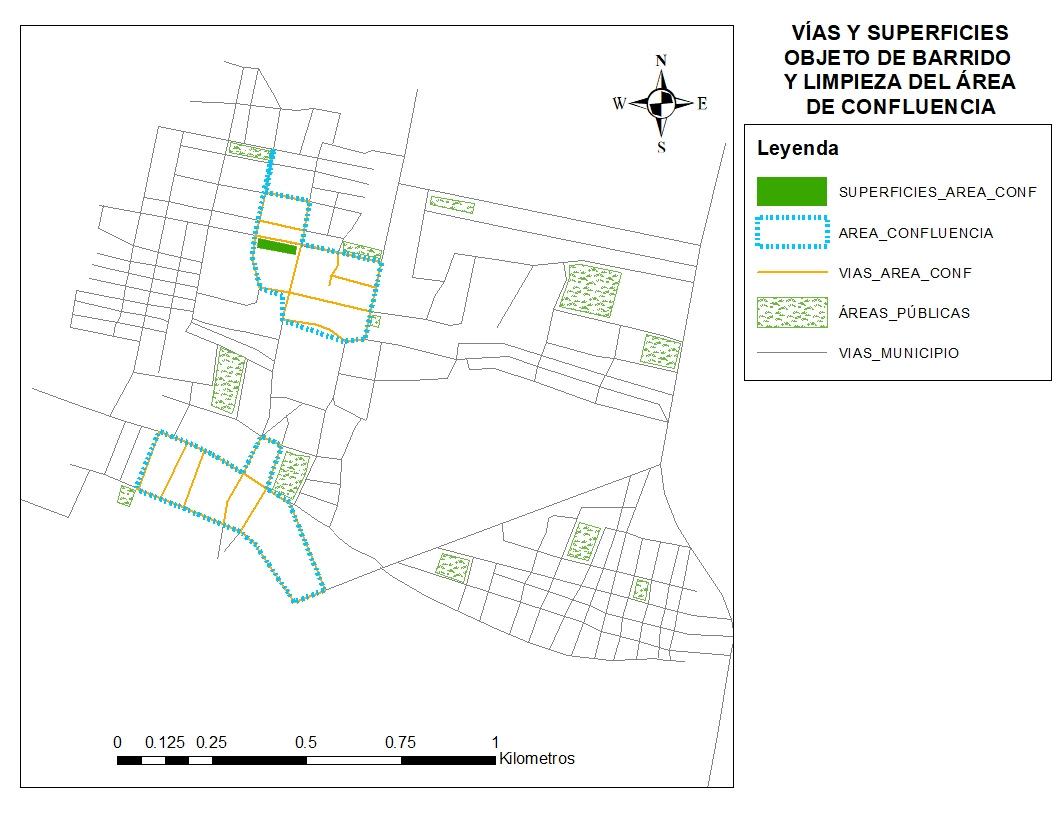 VÍAS Y SUPERFICIES
OBJETO DE BARRIDO
Y LIMPIEZA DEL ÁREA
DE CONFLUENCIA
N
W E
S
Leyenda
SUPERFICIES_AREA_CONF
AREA_CONFLUENCIA
VIAS_AREA_CONF
ÁREAS_PÚBLICAS
VIAS_MUNICIPIO
0 0.125 0.25 0.5 0.75 1
Kilometros